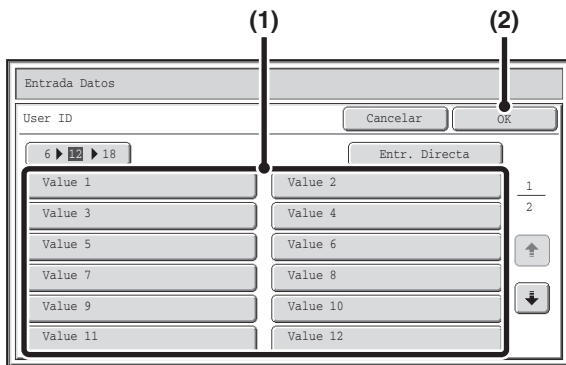 (1) (2)
Entrada Datos
User ID Cancelar OK
6 12 18 Entr. Directa
Value 1 Value 2 1
Value 3 Value 4 2
Value 5 Value 6
Value 7 Value 8
Value 9 Value 10
Value 11 Value 12